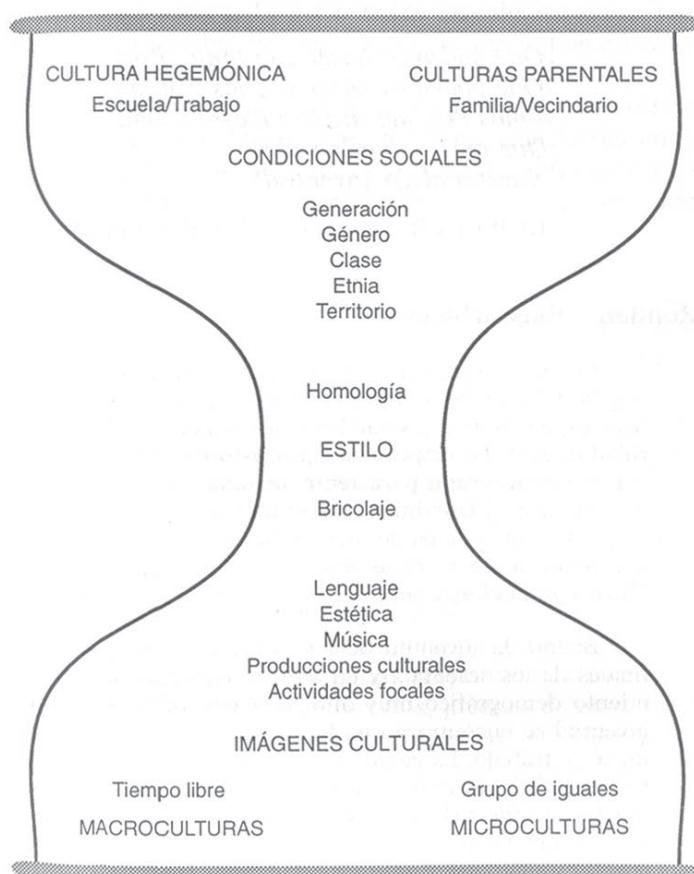 CULTURA HEGEMÓNICA
Escuela/Trabajo
CULTURAS PARENTALES
Familia/Vecindario
CONDICIONES SOCIALES
Generación
Género
Clase
Etnia
Territorio
Homología
ESTILO
Bricolaje
Lenguaje
Estética
Música
Producciones culturales
Actividades focales
IMÁGENES CULTURALES
Tiempo libre
MACROCULTURAS
Grupo de iguales
MICROCULTURAS